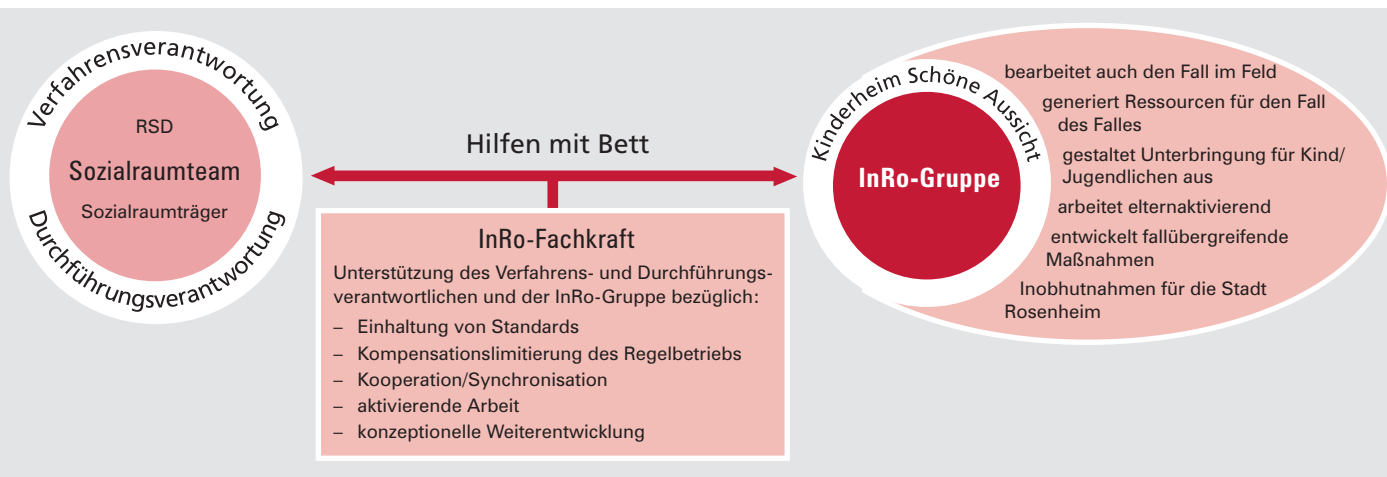 Verfahrensverantwortung
RSD
Sozialraumteam
Sozialraumträger
Durchführungsverantwortung
Hilfen mit Bett
InRo-Fachkraft
Unterstützung des Verfahrens- und Durchführungs-
verantwortlichen und der InRo-Gruppe bezüglich:
– Einhaltung von Standards
– Kompensationslimitierung des Regelbetriebs
– Kooperation/Synchronisation
– aktivierende Arbeit
– konzeptionelle Weiterentwicklung
Kinderheim Schöne Aussicht
InRo-Gruppe
bearbeitet auch den Fall im Feld
generiert Ressourcen für den Fall
des Falles
gestaltet Unterbringung für Kind/
Jugendlichen aus
arbeitet elternaktivierend
entwickelt fallübergreifende
Maßnahmen
Inobhutnahmen für die Stadt
Rosenheim